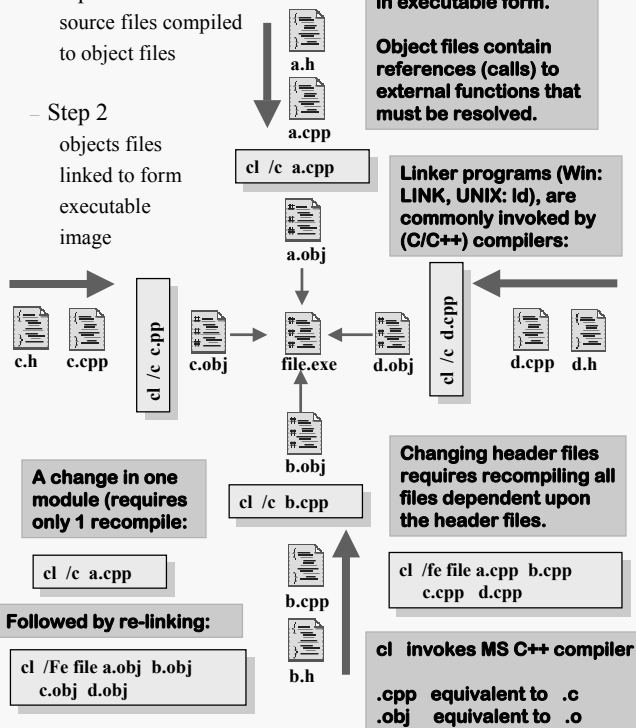 source files compiled
to object files
– Step 2
objects files
linked to form
executable
image
in executable form.
Object files contain
references (calls) to
external functions that
must be resolved.
a.h
a.cpp
cl /c a.cpp
a.obj
Linker programs (Win:
LINK, UNIX: ld), are
commonly invoked by
(C/C++) compilers:
c.h
c.cpp
cl /c c.pp
c.obj
file.exe
d.obj
cl /c d.cpp
d.cpp
d.h
b.obj
cl /c b.cpp
b.cpp
b.h
A change in one
module (requires
only 1 recompile:
cl /c a.cpp
Followed by re-linking:
cl /Fe file a.obj b.obj
c.obj d.obj
Changing header files
requires recompiling all
files dependent upon
the header files.
cl /fe file a.cpp b.cpp
c.cpp d.cpp
cl invokes MS C++ compiler
.cpp equivalent to .c
.obj equivalent to .o